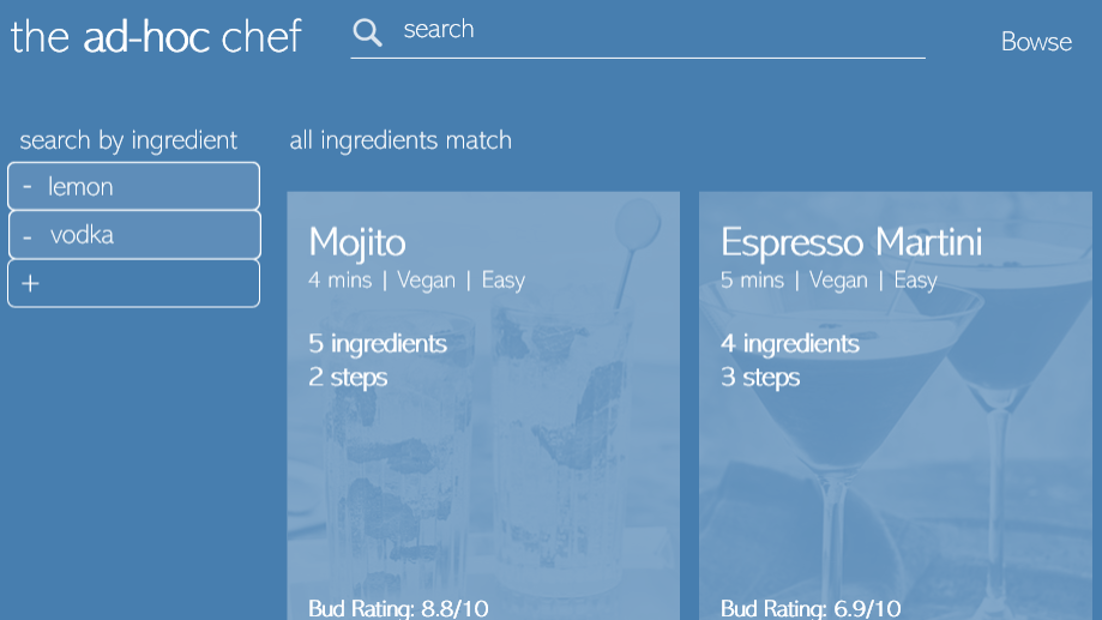 the ad-hoc chef
search
Bowse
search by ingredient
- lemon
- vodka
+
all ingredients match
Mojito
4 mins | Vegan | Easy
5 ingredients
2 steps
Bud Rating: 8.8/10
Espresso Martini
5 mins | Vegan | Easy
4 ingredients
3 steps
Bud Rating: 6.9/10